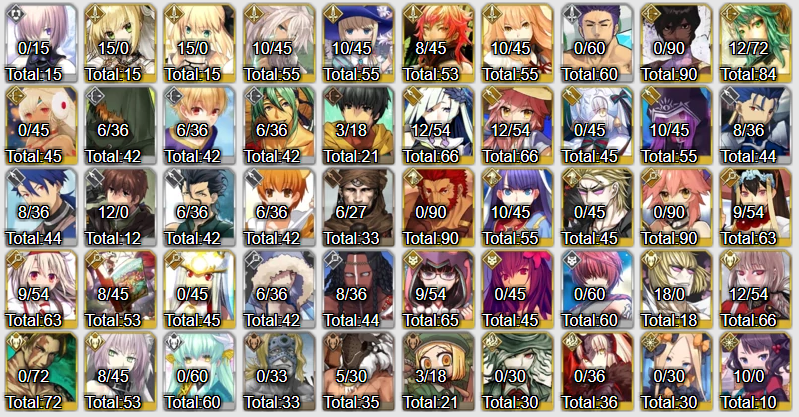 0/15 15/0 15/0 10/45 10/45 8/45 10/45 0/60 0/90 12/72
Total:15 Total:15 Total:15 Total:55 Total:55 Total:53 Total:55 Total:60 Total:90 Total:84
0/45 6/36 6/36 6/36 3/18 12/54 12/54 0/45 10/45 8/36
Total:45 Total:42 Total:42 Total:42 Total:21 Total:66 Total:66 Total:45 Total:55 Total:44
8/36 12/0 6/36 6/36 6/27 0/90 10/45 0/45 0/90 9/54
Total:44 Total:12 Total:42 Total:42 Total:33 Total:90 Total:55 Total:45 Total:90 Total:63
9/54 8/45 0/45 6/36 8/36 9/54 0/45 0/60 18/0 12/54
Total:63 Total:53 Total:45 Total:42 Total:44 Total:65 Total:45 Total:60 Total:18 Total:66
0/72 8/45 0/60 0/33 5/30 3/18 0/30 0/36 0/30 10/0
Total:72 Total:53 Total:60 Total:33 Total:35 Total:21 Total:30 Total:36 Total:30 Total:10